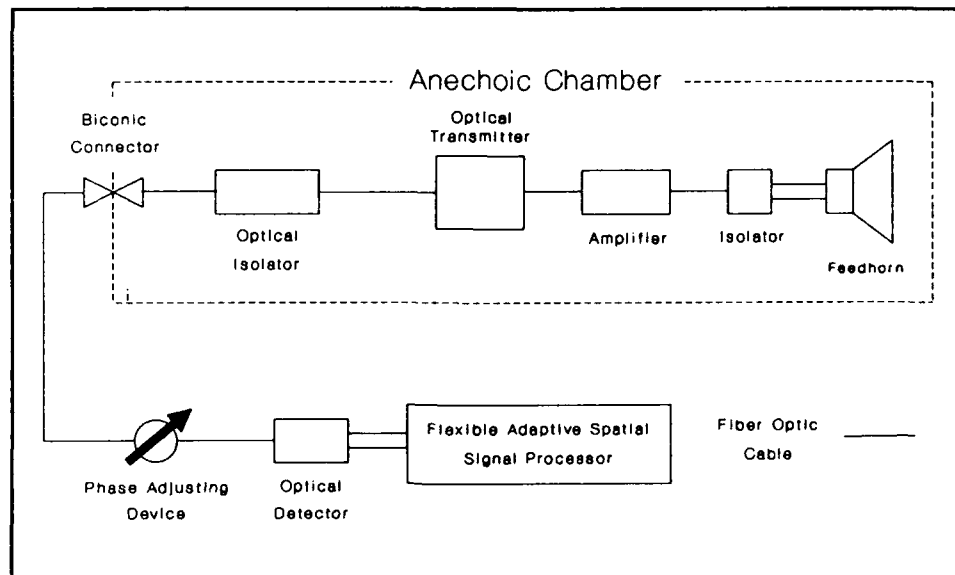 Anechoic Chamber
Biconic
Connector
Optical
Transmitter
Optical
Isolator
Amplifier
Isolator
Feedhorn
Phase Adjusting
Device
Optical
Detector
Flexible Adaptive Spatial
Signal Processor
Fiber Optic
Cable